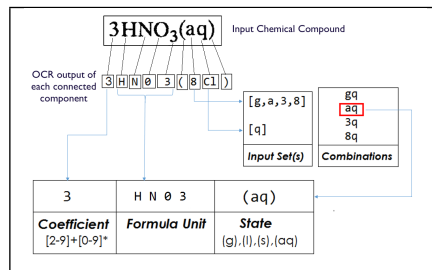 3HNO3(aq)
Input Chemical Compound
OCR output of
each connected
component
3 H N 0 3 ( 8 Cl )
[g,a,3,8]
[q]
Input Set(s)
gq
aq
3q
8q
Combinations
3
H N 0 3
(aq)
Coefficient
[2-9]+[0-9]*
Formula Unit
State
(g),(l),(s),(aq)